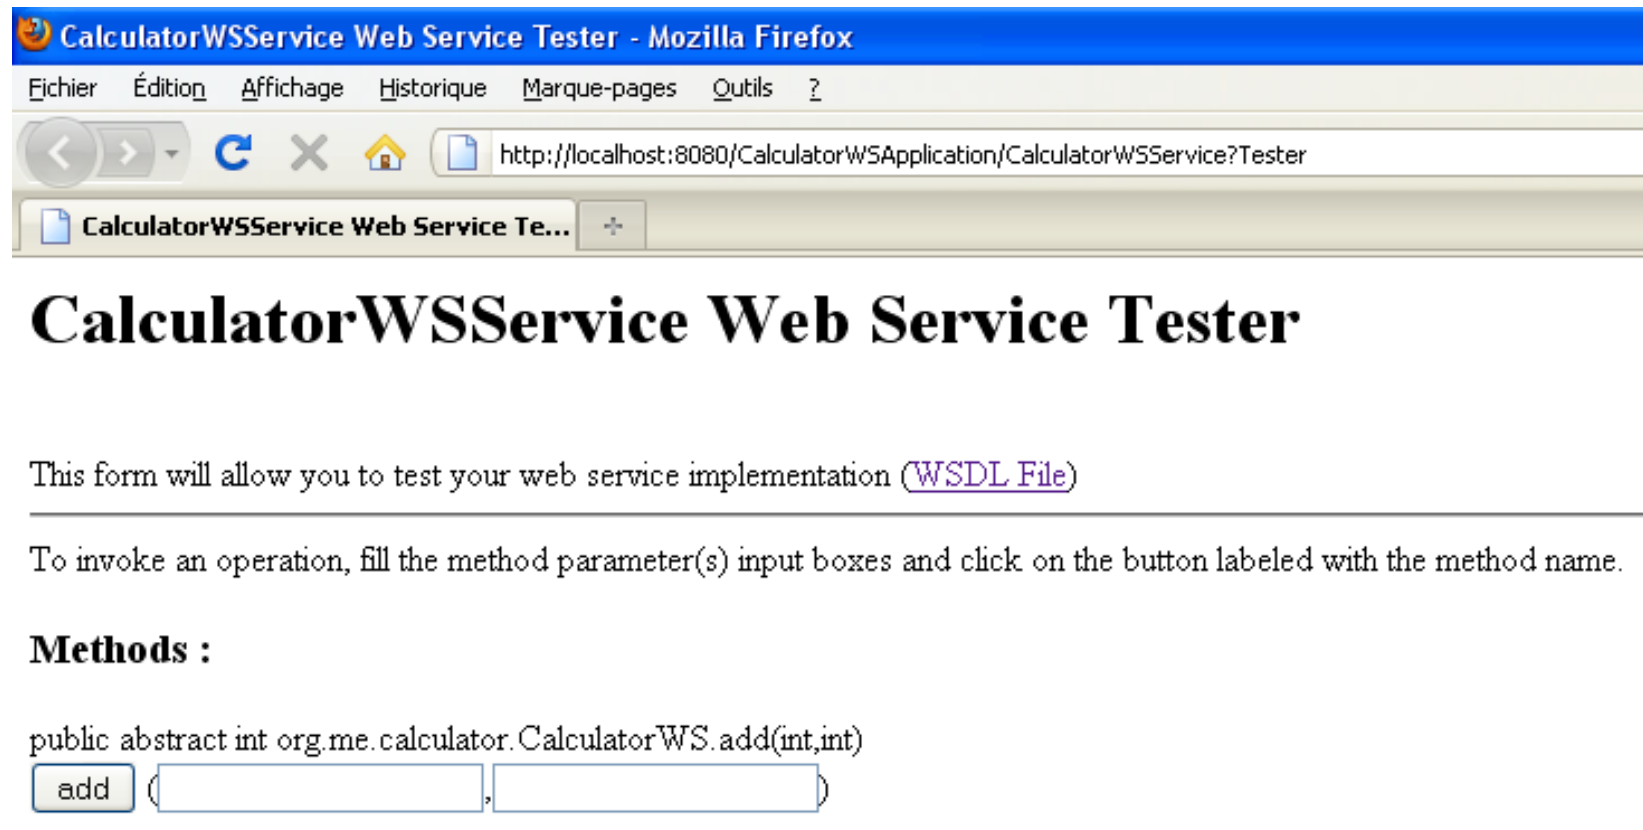 CalculatorWSService Web Service Tester - Mozilla Firefox
Fichier Édition Affichage Historique Marque-pages Outils ?
http://localhost:8080/CalculatorWSApplication/CalculatorWSService?Tester
CalculatorWSService Web Service Te...
CalculatorWSService Web Service Tester
This form will allow you to test your web service implementation (WSDL File)
To invoke an operation, fill the method parameter(s) input boxes and click on the button labeled with the method name.
Methods :
public abstract int org.me.calculator.CalculatorWS.add(int,int)
add ( , )